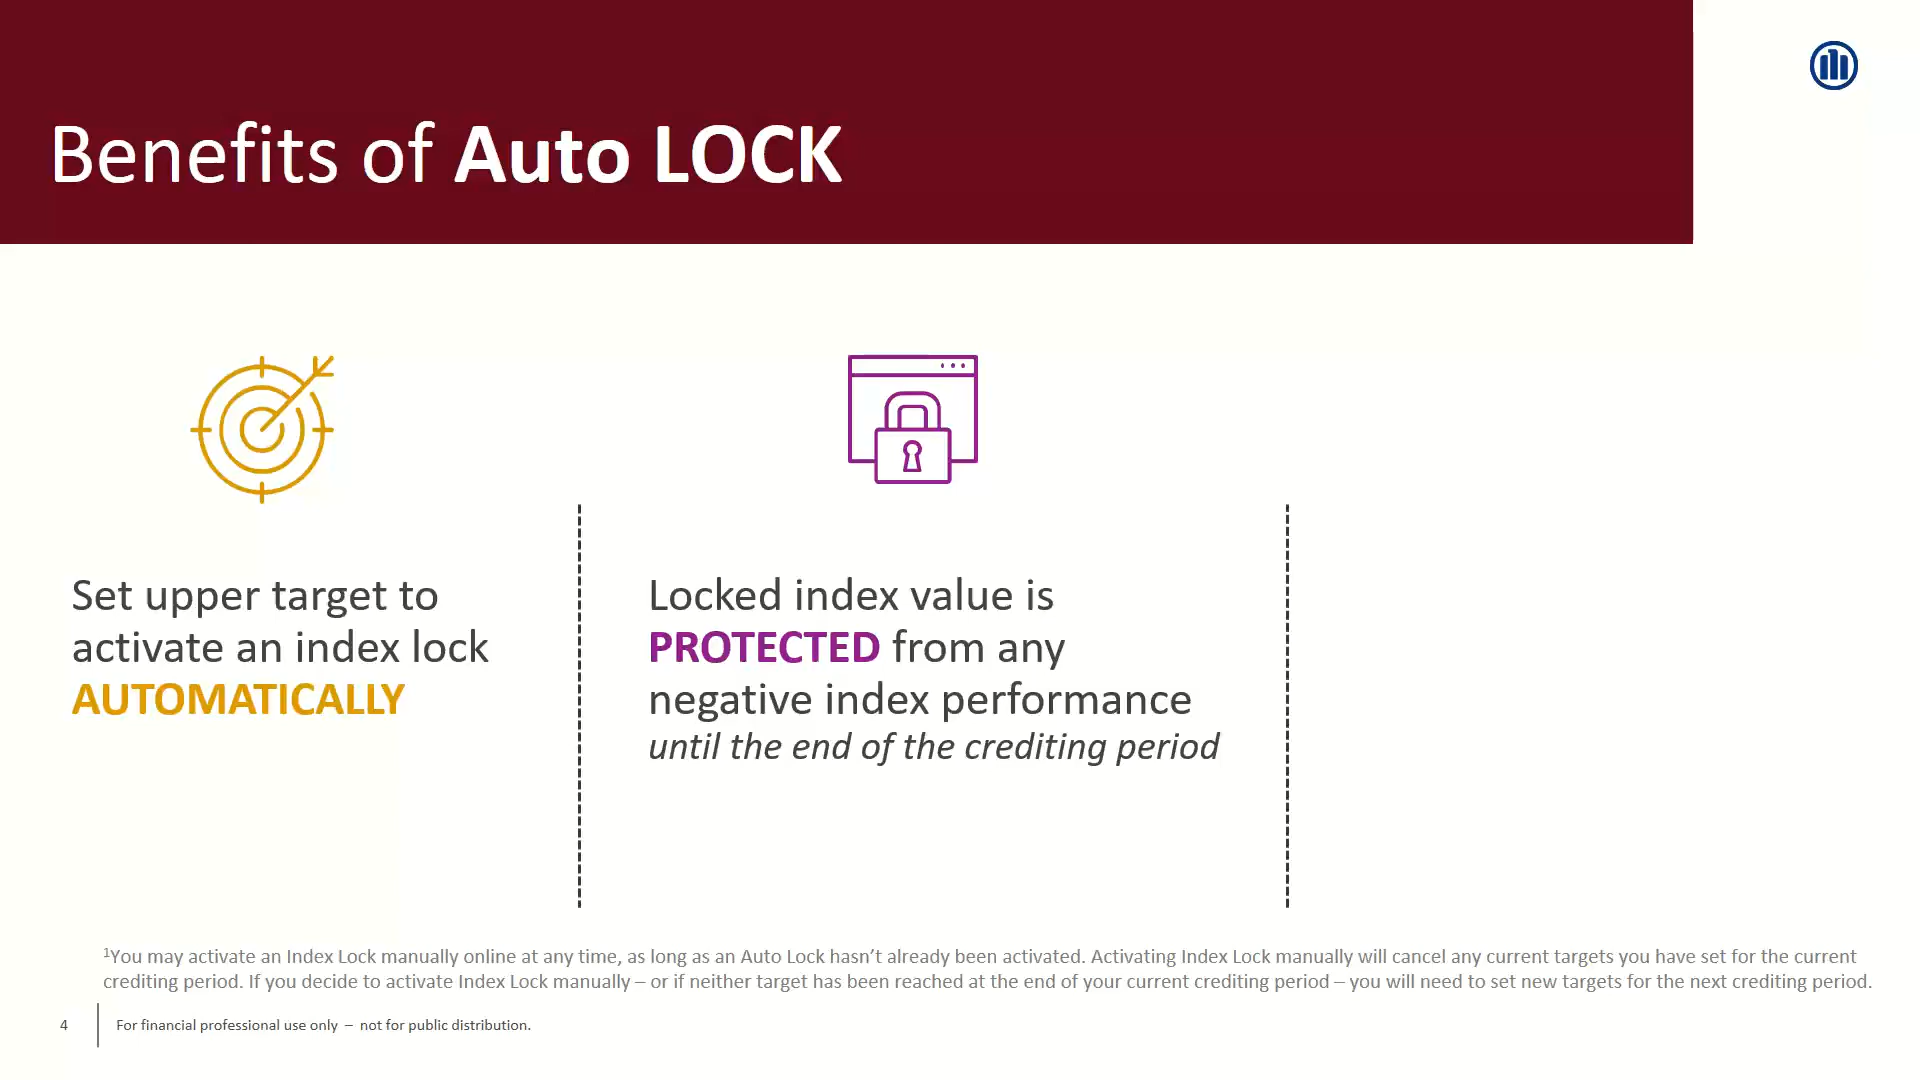 Benefits of Auto LOCK
Set upper target to
activate an index lock
AUTOMATICALLY
Locked index value is
PROTECTED from any
negative index performance
until the end of the crediting period
¹You may activate an Index Lock manually online at any time, as long as an Auto Lock hasn’t already been activated. Activating Index Lock manually will cancel any current targets you have set for the current
crediting period. If you decide to activate Index Lock manually – or if neither target has been reached at the end of your current crediting period – you will need to set new targets for the next crediting period.
4
For financial professional use only – not for public distribution.